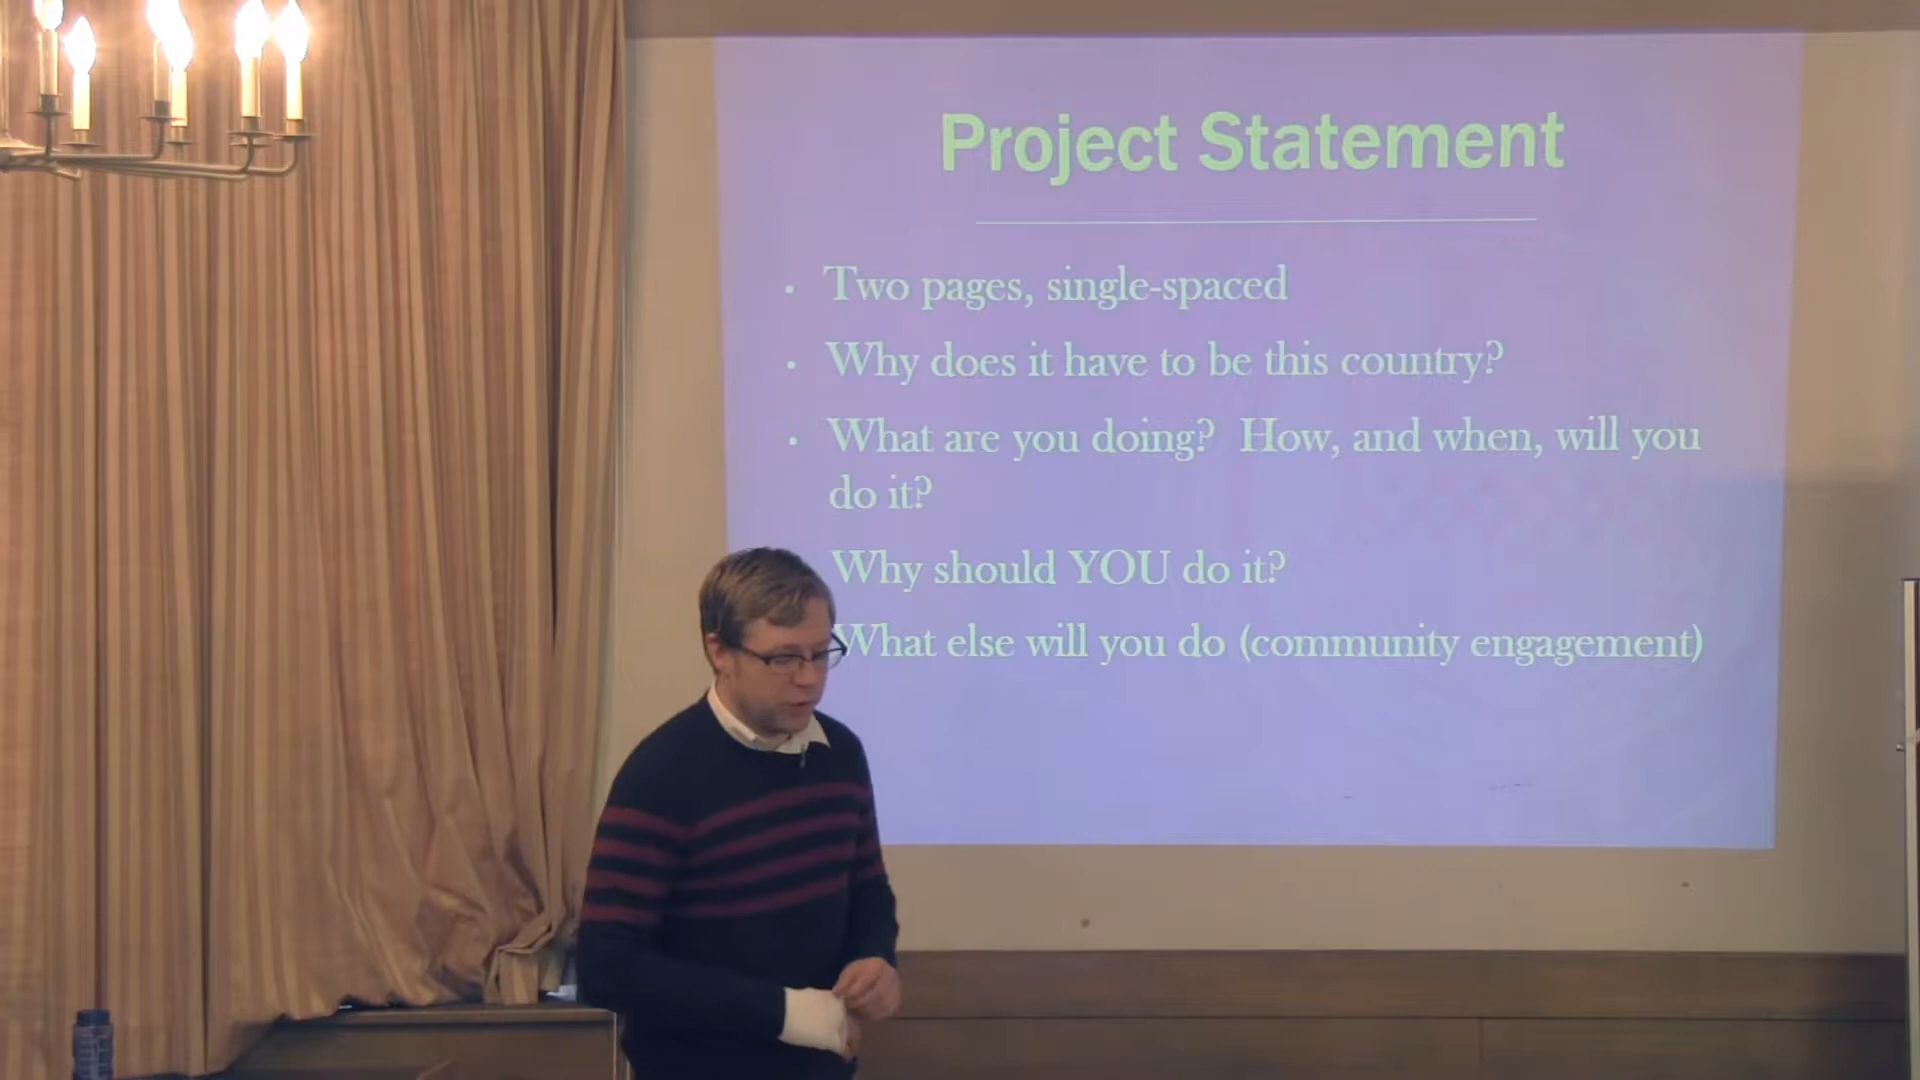 Project Statement
• Two pages, single-spaced
• Why does it have to be this country?
• What are you doing?  How, and when, will you
do it?
Why should YOU do it?
What else will you do (community engagement)